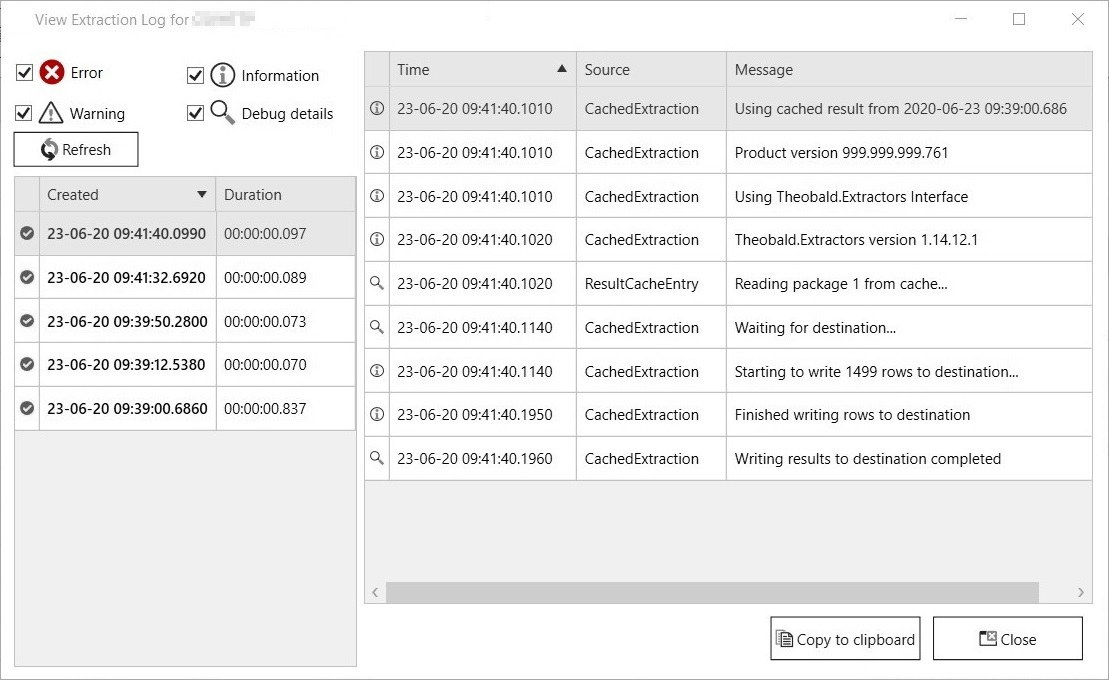 View Extraction Log for
Error
Information
Warning
Debug details
Refresh
Created Duration
23-06-20 09:41:40.0990 00:00:00.097
23-06-20 09:41:32.6920 00:00:00.089
23-06-20 09:39:50.2800 00:00:00.073
23-06-20 09:39:12.5380 00:00:00.070
23-06-20 09:39:00.6860 00:00:00.837
Time Source Message
23-06-20 09:41:40.1010 CachedExtraction Using cached result from 2020-06-23 09:39:00.686
23-06-20 09:41:40.1010 CachedExtraction Product version 999.999.999.761
23-06-20 09:41:40.1010 CachedExtraction Using Theobald.Extractors Interface
23-06-20 09:41:40.1020 CachedExtraction Theobald.Extractors version 1.14.12.1
23-06-20 09:41:40.1020 ResultCacheEntry Reading package 1 from cache...
23-06-20 09:41:40.1140 CachedExtraction Waiting for destination...
23-06-20 09:41:40.1140 CachedExtraction Starting to write 1499 rows to destination...
23-06-20 09:41:40.1950 CachedExtraction Finished writing rows to destination
23-06-20 09:41:40.1960 CachedExtraction Writing results to destination completed
Copy to clipboard
Close